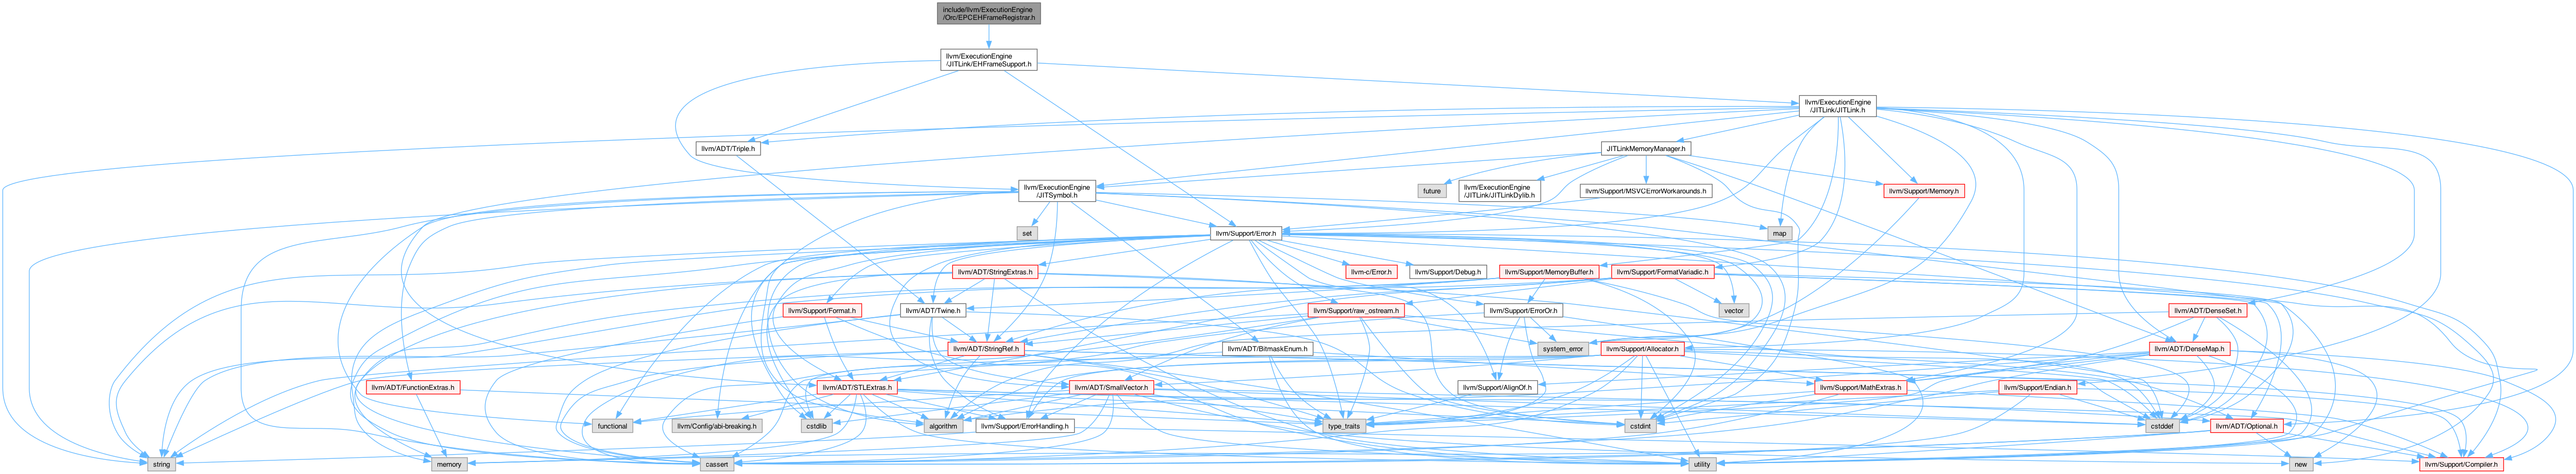 include/llvm/ExecutionEngine
/Orc/EPCEHFrameRegistrar.h
llvm/ExecutionEngine
/JITLink/EHFrameSupport.h
llvm/ExecutionEngine
/JITLink/JITLink.h
llvm/ADT/Triple.h
JITLinkMemoryManager.h
llvm/ExecutionEngine
/JITSymbol.h
future
llvm/ExecutionEngine
/JITLink/JITLinkDylib.h
llvm/Support/MSVCErrorWorkarounds.h
llvm/Support/Memory.h
set
llvm/Support/Error.h
map
llvm/ADT/StringExtras.h
llvm-c/Error.h
llvm/Support/Debug.h
llvm/Support/MemoryBuffer.h
llvm/Support/FormatVariadic.h
llvm/Support/Format.h
llvm/ADT/Twine.h
llvm/Support/raw_ostream.h
llvm/Support/ErrorOr.h
vector
llvm/ADT/DenseSet.h
llvm/ADT/StringRef.h
llvm/ADT/BitmaskEnum.h
system_error
llvm/Support/Allocator.h
llvm/ADT/DenseMap.h
llvm/ADT/FunctionExtras.h
llvm/ADT/STLExtras.h
llvm/ADT/SmallVector.h
llvm/Support/AlignOf.h
llvm/Support/MathExtras.h
llvm/Support/Endian.h
functional
llvm/Config/abi-breaking.h
cstdlib
algorithm
llvm/Support/ErrorHandling.h
type_traits
cstdint
cstddef
llvm/ADT/Optional.h
string
memory
cassert
utility
new
llvm/Support/Compiler.h